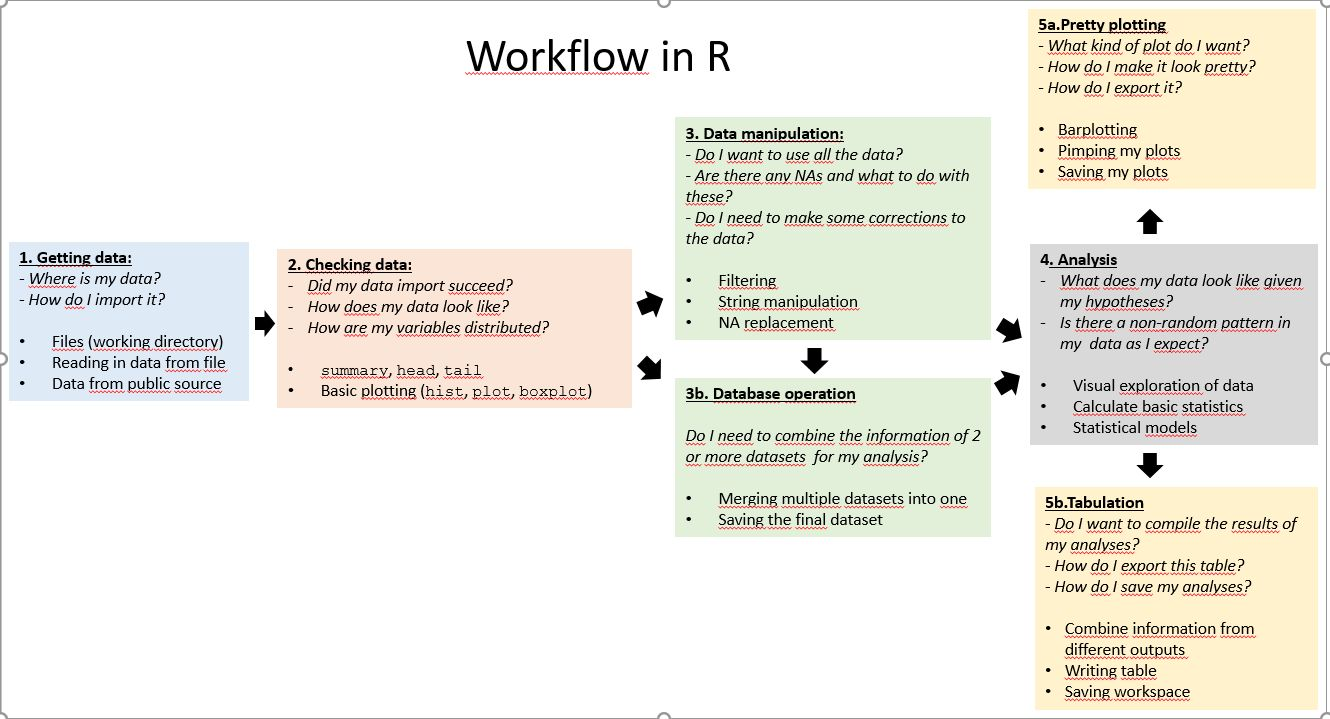 Workflow in R
1. Getting data:
- Where is my data?
- How do I import it?
• Files (working directory)
• Reading in data from file
• Data from public source
2. Checking data:
- Did my data import succeed?
- How does my data look like?
- How are my variables distributed?
• summary, head, tail
• Basic plotting (hist, plot, boxplot)
3. Data manipulation:
- Do I want to use all the data?
- Are there any NAs and what to do with
these?
- Do I need to make some corrections to
the data?
• Filtering
• String manipulation
• NA replacement
3b. Database operation
Do I need to combine the information of 2
or more datasets for my analysis?
• Merging multiple datasets into one
• Saving the final dataset
4. Analysis
- What does my data look like given
my hypotheses?
- Is there a non-random pattern in
my data as I expect?
• Visual exploration of data
• Calculate basic statistics
• Statistical models
5a.Pretty plotting
- What kind of plot do I want?
- How do I make it look pretty?
- How do I export it?
• Barplotting
• Pimping my plots
• Saving my plots
5b.Tabulation
- Do I want to compile the results of
my analyses?
- How do I export this table?
- How do I save my analyses?
• Combine information from
different outputs
• Writing table
• Saving workspace